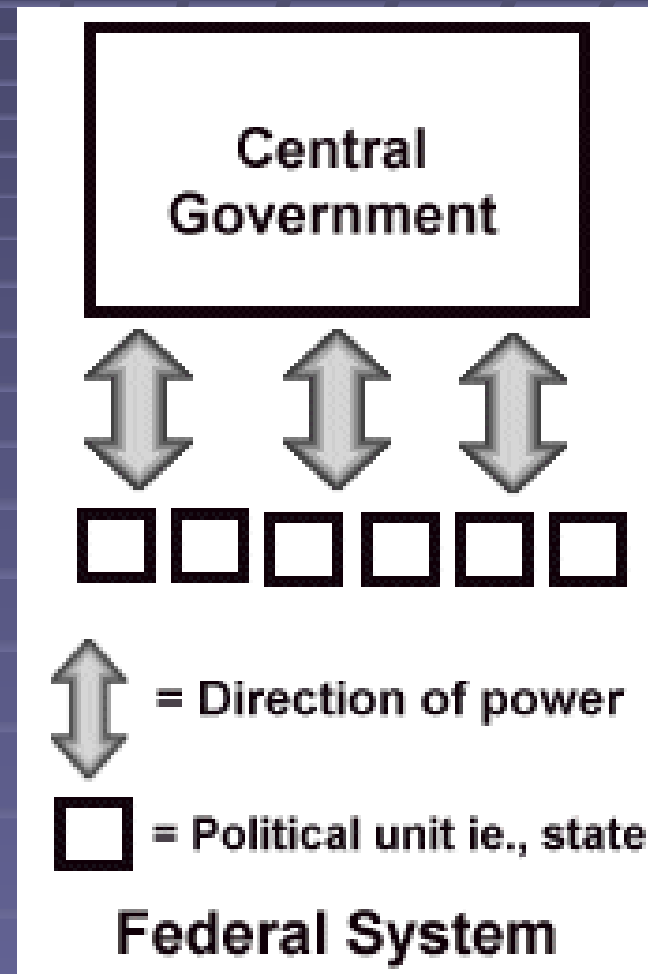 Central
Government
= Direction of power
= Political unit ie., state
Federal System